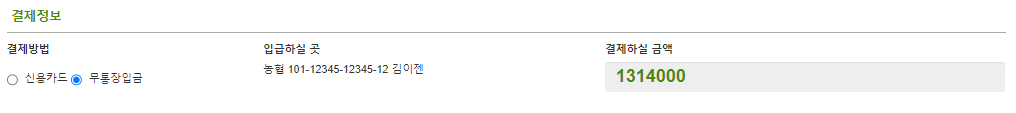 결제정보
결제방법
신용카드 무통장입금
입급하실 곳
농협 101-12345-12345-12 김이젠
결제하실 금액
1314000